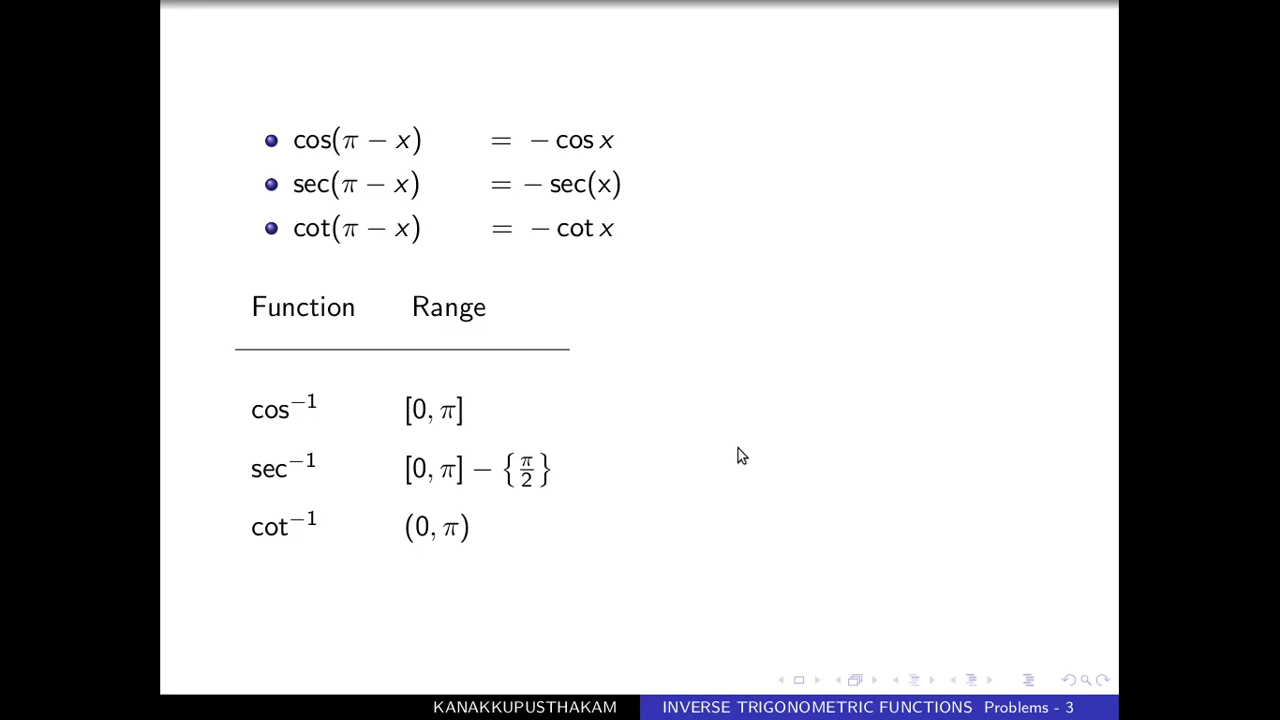 cos(π − x) = − cos x
sec(π − x) = − sec(x)
cot(π − x) = − cot x
Function Range
cos⁻¹ [0, π]
sec⁻¹ [0, π] − {π/2}
cot⁻¹ (0, π)
KANAKKUPUSTHAKAM INVERSE TRIGONOMETRIC FUNCTIONS Problems - 3